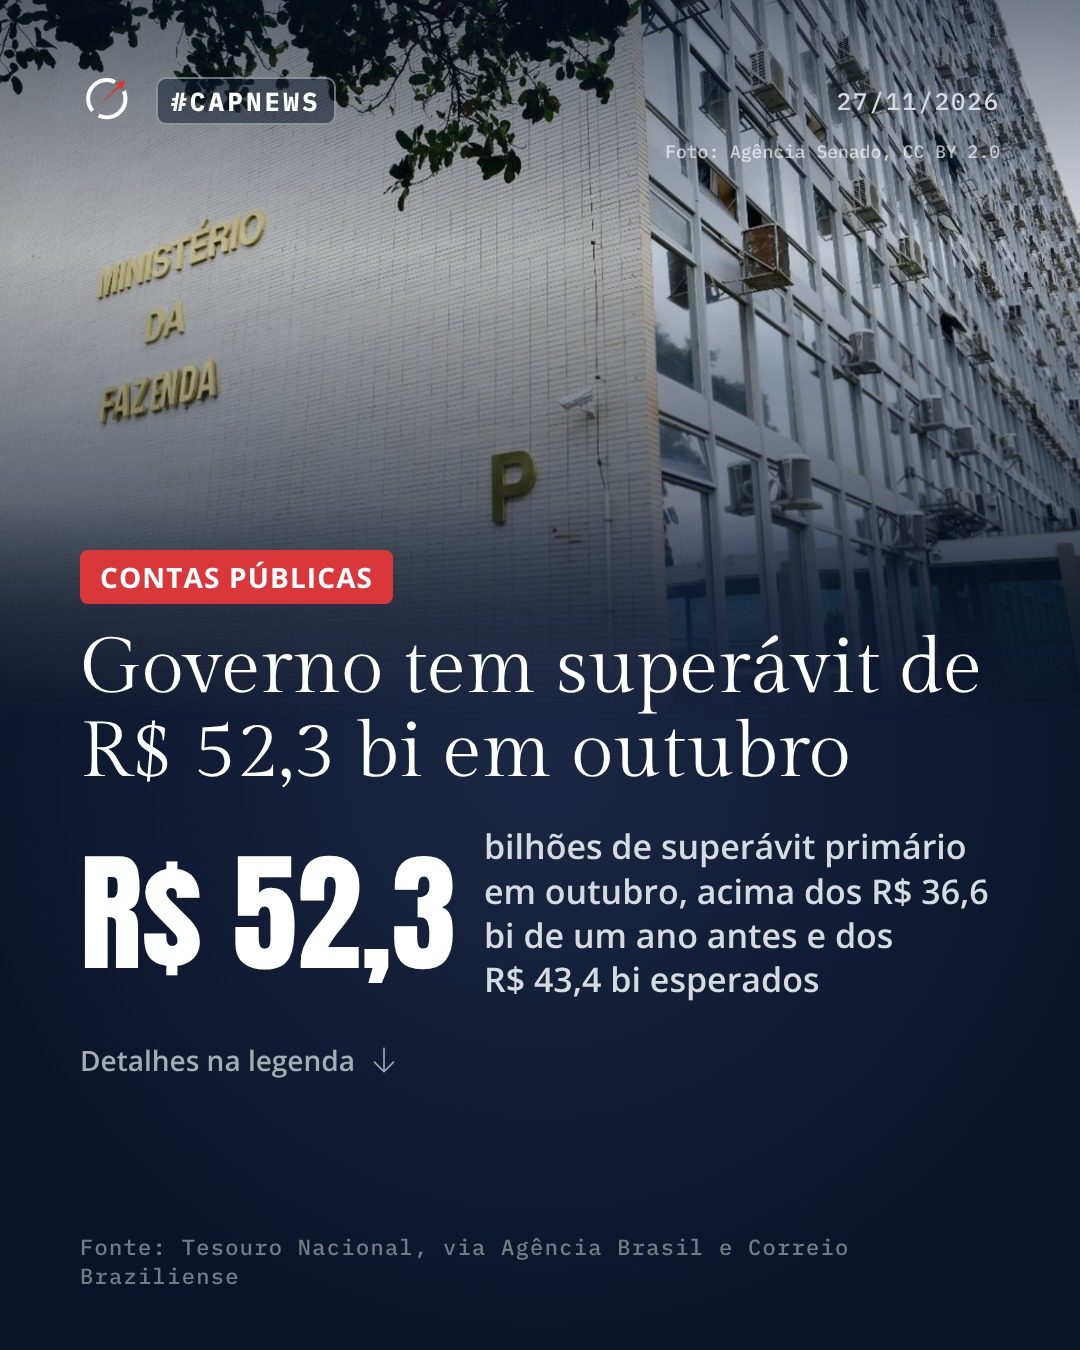 #CAPNEWS
27/11/2026
Foto: Agência Senado, CC BY 2.0
MINISTÉRIO
DA
FAZENDA
P
CONTAS PÚBLICAS
Governo tem superávit de
R$ 52,3 bi em outubro
R$ 52,3
bilhões de superávit primário
em outubro, acima dos R$ 36,6
bi de um ano antes e dos
R$ 43,4 bi esperados
Detalhes na legenda ↓
Fonte: Tesouro Nacional, via Agência Brasil e Correio
Braziliense